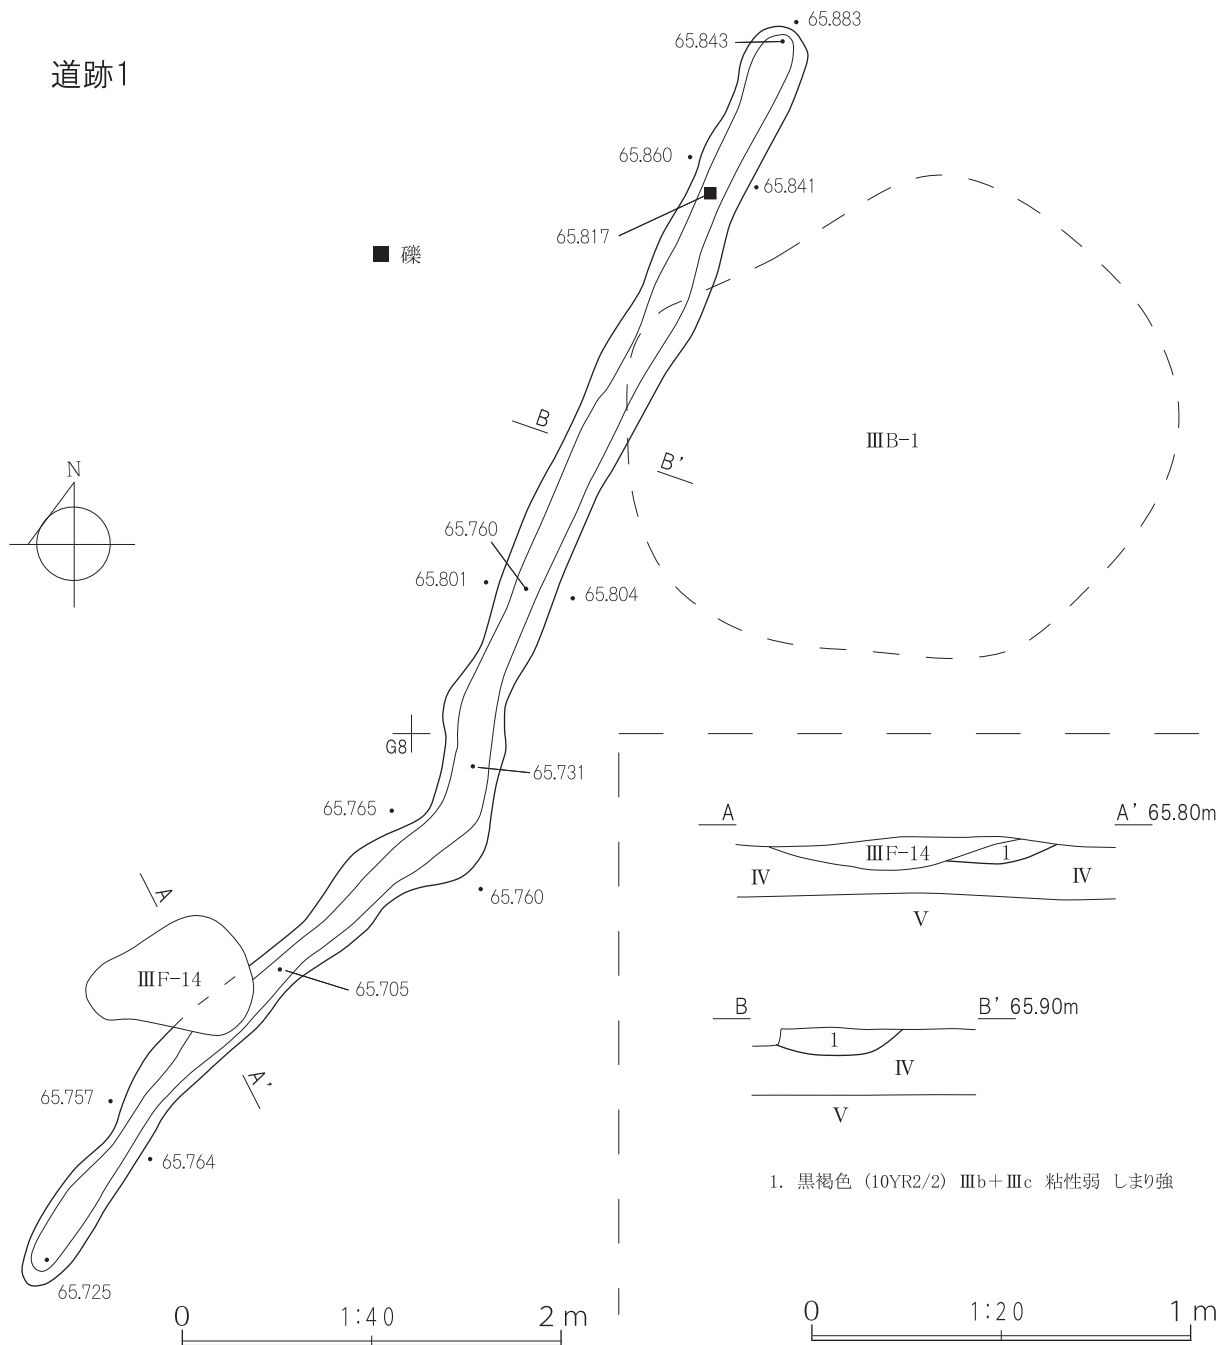 道跡1
65.883
65.843
65.860
65.841
65.817
■ 礫
ⅢB-1
B
B'
N
65.760
65.801
65.804
G8
65.731
65.765
65.760
A
ⅢF-14
65.705
A'
65.757
65.764
65.725
0 1:40 2 m
A A' 65.80m
ⅢF-14 1
Ⅳ Ⅳ
Ⅴ
B B' 65.90m
1
Ⅳ
Ⅴ
1. 黒褐色 (10YR2/2) Ⅲb+Ⅲc 粘性弱 しまり強
0 1:20 1 m